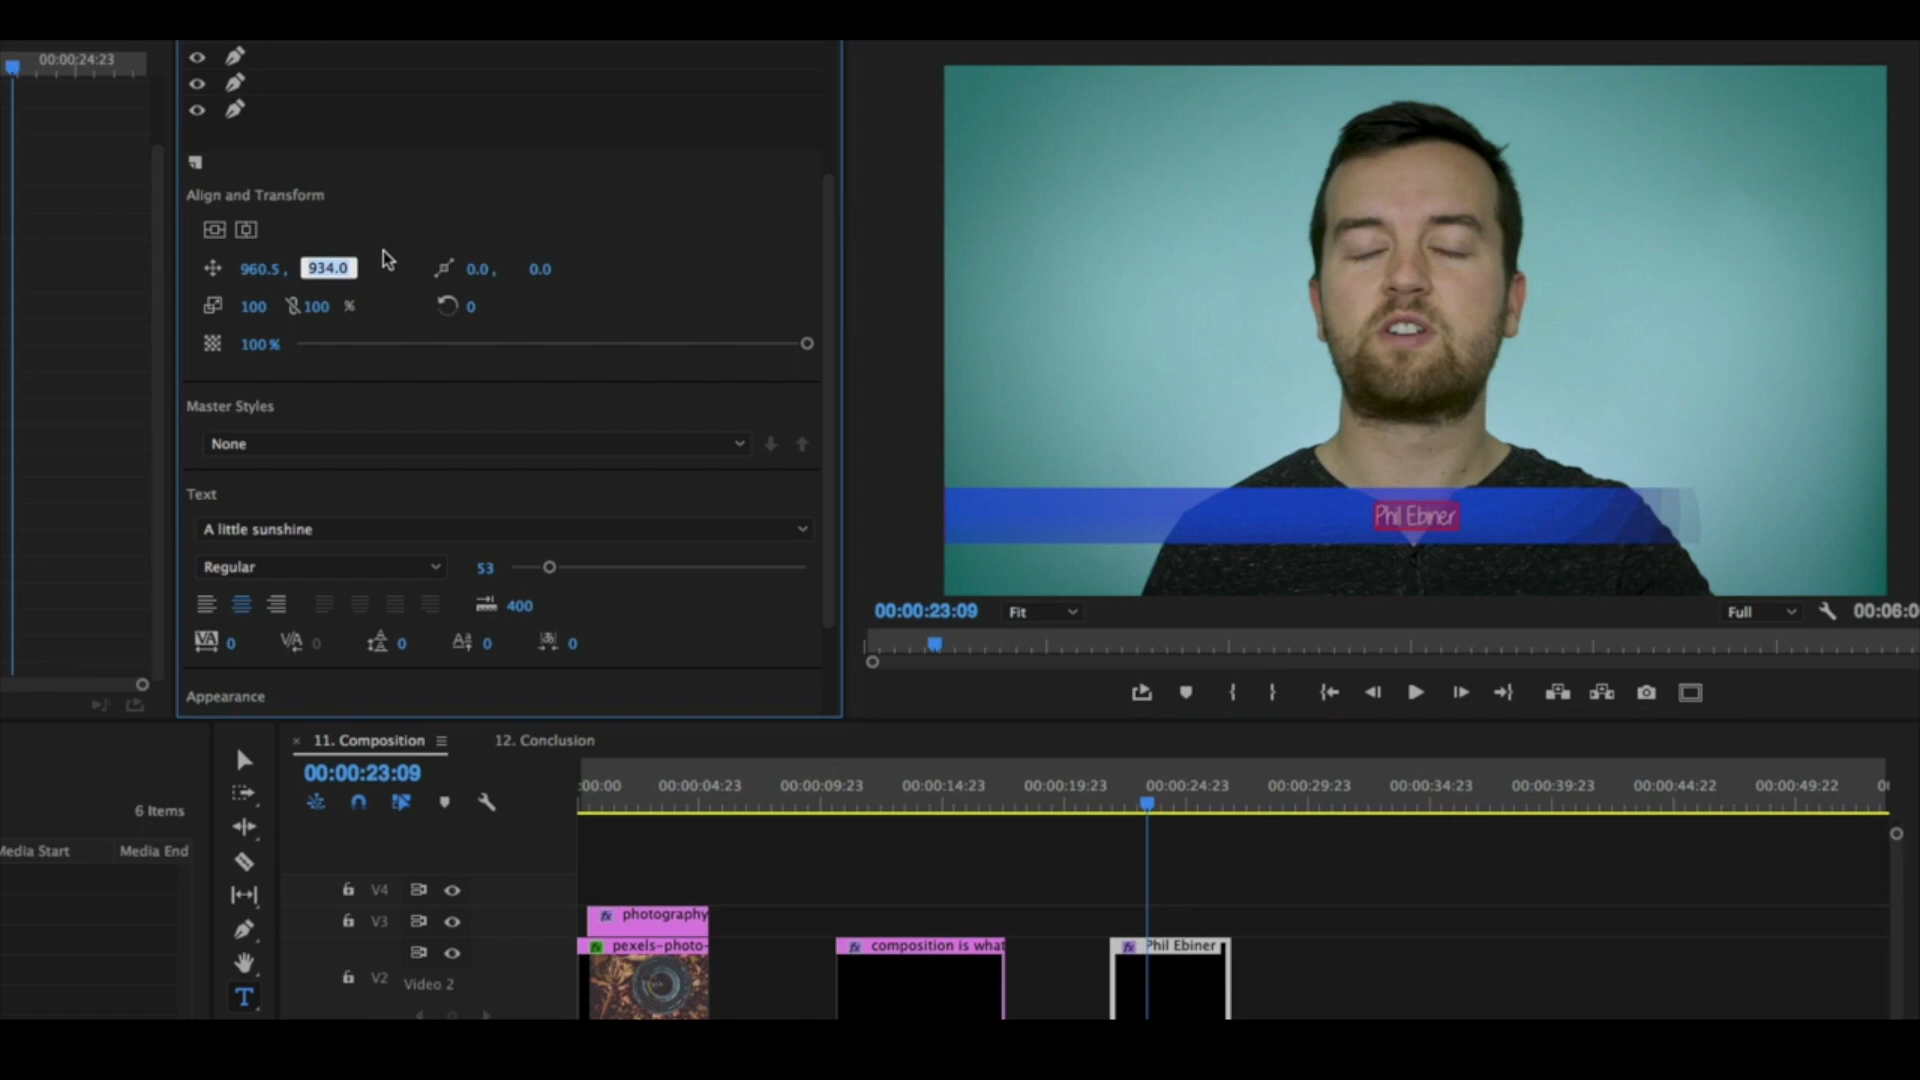 00:00:24:23
Align and Transform
960.5 , 934.0 0.0 , 0.0
100 100 % 0
100 %
Master Styles
None
Text
A little sunshine
Regular 53
400
0 0 0 0 0
Appearance
Phil Ebiner
00:00:23:09 Fit Full 00:06:0
11. Composition 12. Conclusion
00:00:23:09
:00:00 00:00:04:23 00:00:09:23 00:00:14:23 00:00:19:23 00:00:24:23 00:00:29:23 00:00:34:23 00:00:39:23 00:00:44:22 00:00:49:22
6 Items
Media Start Media End
V4
V3 photography
pexels-photo- composition is what Phil Ebiner
V2 Video 2